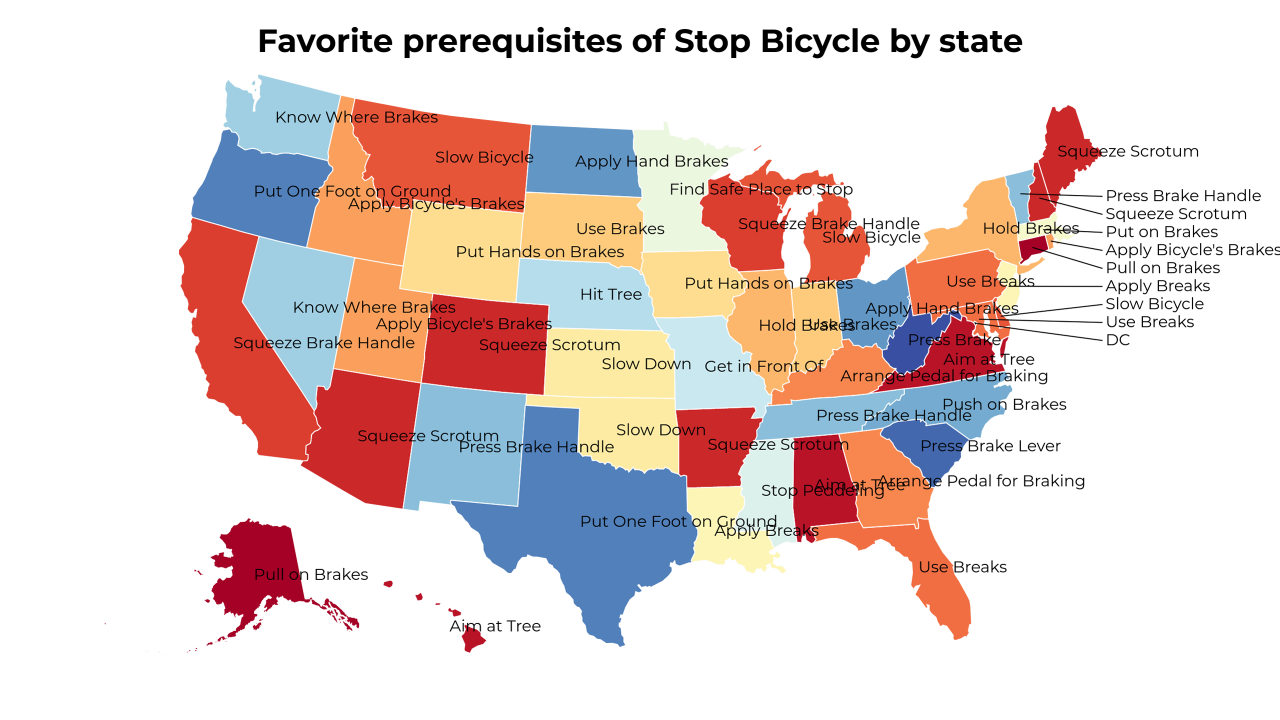 Favorite prerequisites of Stop Bicycle by state
Know Where Brakes
Slow Bicycle
Apply Hand Brakes
Squeeze Scrotum
Put One Foot on Ground
Apply Bicycle's Brakes
Find Safe Place to Stop
Press Brake Handle
Squeeze Scrotum
Use Brakes
Squeeze Brake Handle
Slow Bicycle
Hold Brakes
Put on Brakes
Put Hands on Brakes
Apply Bicycle's Brakes
Pull on Brakes
Hit Tree
Put Hands on Brakes
Use Breaks
Apply Breaks
Know Where Brakes
Apply Hand Brakes
Slow Bicycle
Apply Bicycle's Brakes
Hold Brakes
Use Brakes
Use Breaks
Squeeze Brake Handle
Squeeze Scrotum
Press Brake
DC
Slow Down
Get in Front Of
Aim at Tree
Arrange Pedal for Braking
Push on Brakes
Press Brake Handle
Squeeze Scrotum
Press Brake Handle
Slow Down
Squeeze Scrotum
Press Brake Lever
Stop Peddeling
Aim at Tree
Arrange Pedal for Braking
Put One Foot on Ground
Apply Breaks
Use Breaks
Pull on Brakes
Aim at Tree